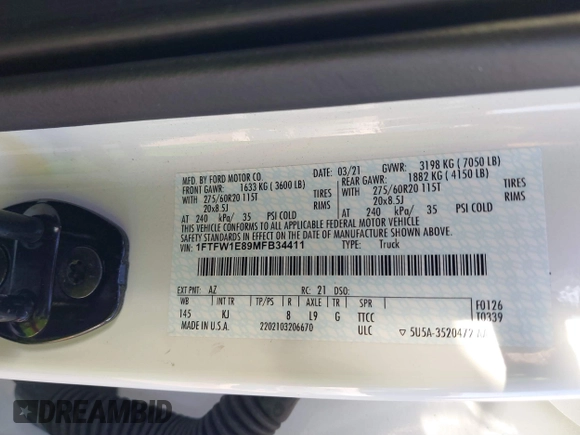 MFD. BY FORD MOTOR CO. DATE: 03/21 GVWR: 3198 KG ( 7050 LB)
FRONT GAWR: 1633 KG ( 3600 LB) REAR GAWR: 1882 KG ( 4150 LB)
WITH 275/60R20 115T TIRES WITH 275/60R20 115T TIRES
20x8.5J RIMS 20x8.5J RIMS
AT 240 kPa/ 35 PSI COLD AT 240 kPa/ 35 PSI COLD
THIS VEHICLE CONFORMS TO ALL APPLICABLE FEDERAL MOTOR VEHICLE
SAFETY STANDARDS IN EFFECT ON THE DATE OF MANUFACTURE SHOWN ABOVE.
VIN: 1FTFW1E89MFB34411 TYPE: Truck
EXT PNT: AZ RC: 21 DSO: F0126
WB INT TR TP/PS R AXLE TR SPR T0339
145 KJ 8 L9 G TTCC
MADE IN U.S.A. 2202103206670 ULC ▽ 5U5A-35204
DREAMBID